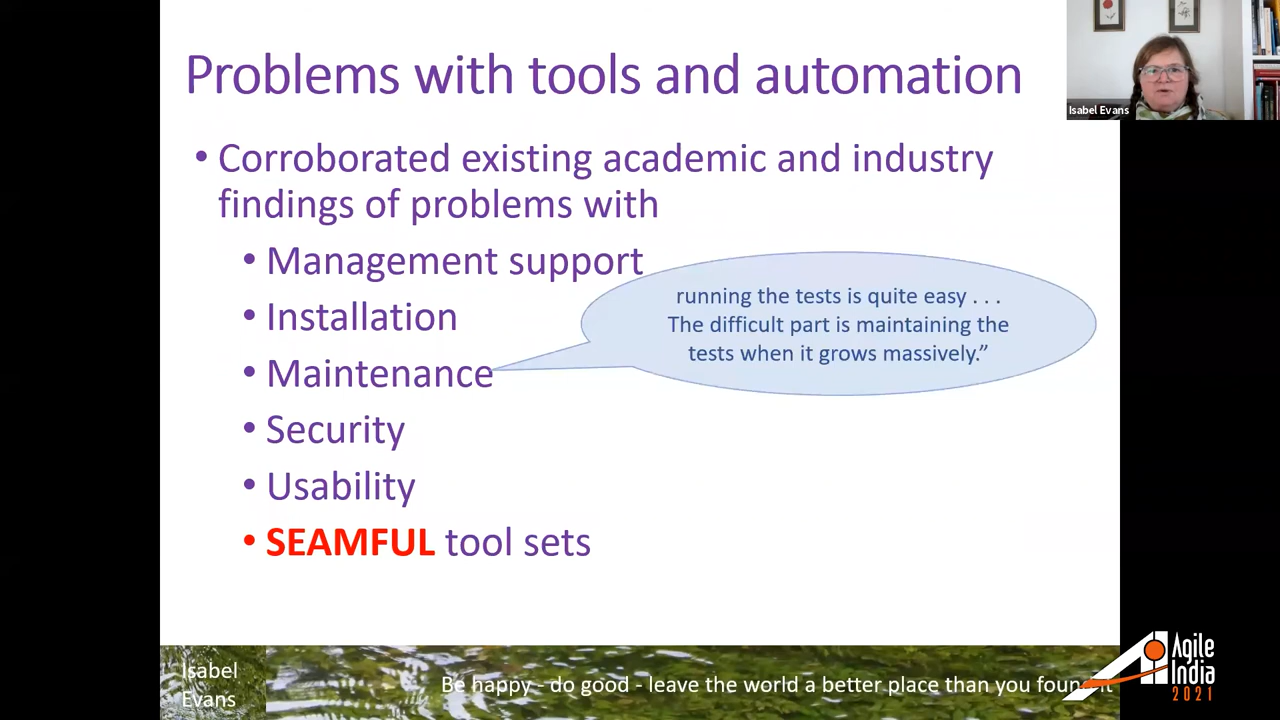 Problems with tools and automation
Isabel Evans
• Corroborated existing academic and industry
findings of problems with
• Management support
• Installation
• Maintenance
• Security
• Usability
• SEAMFUL tool sets
running the tests is quite easy . . .
The difficult part is maintaining the
tests when it grows massively.”
Isabel
Evans
Be happy - do good - leave the world a better place than you found it
Agile
India
2021